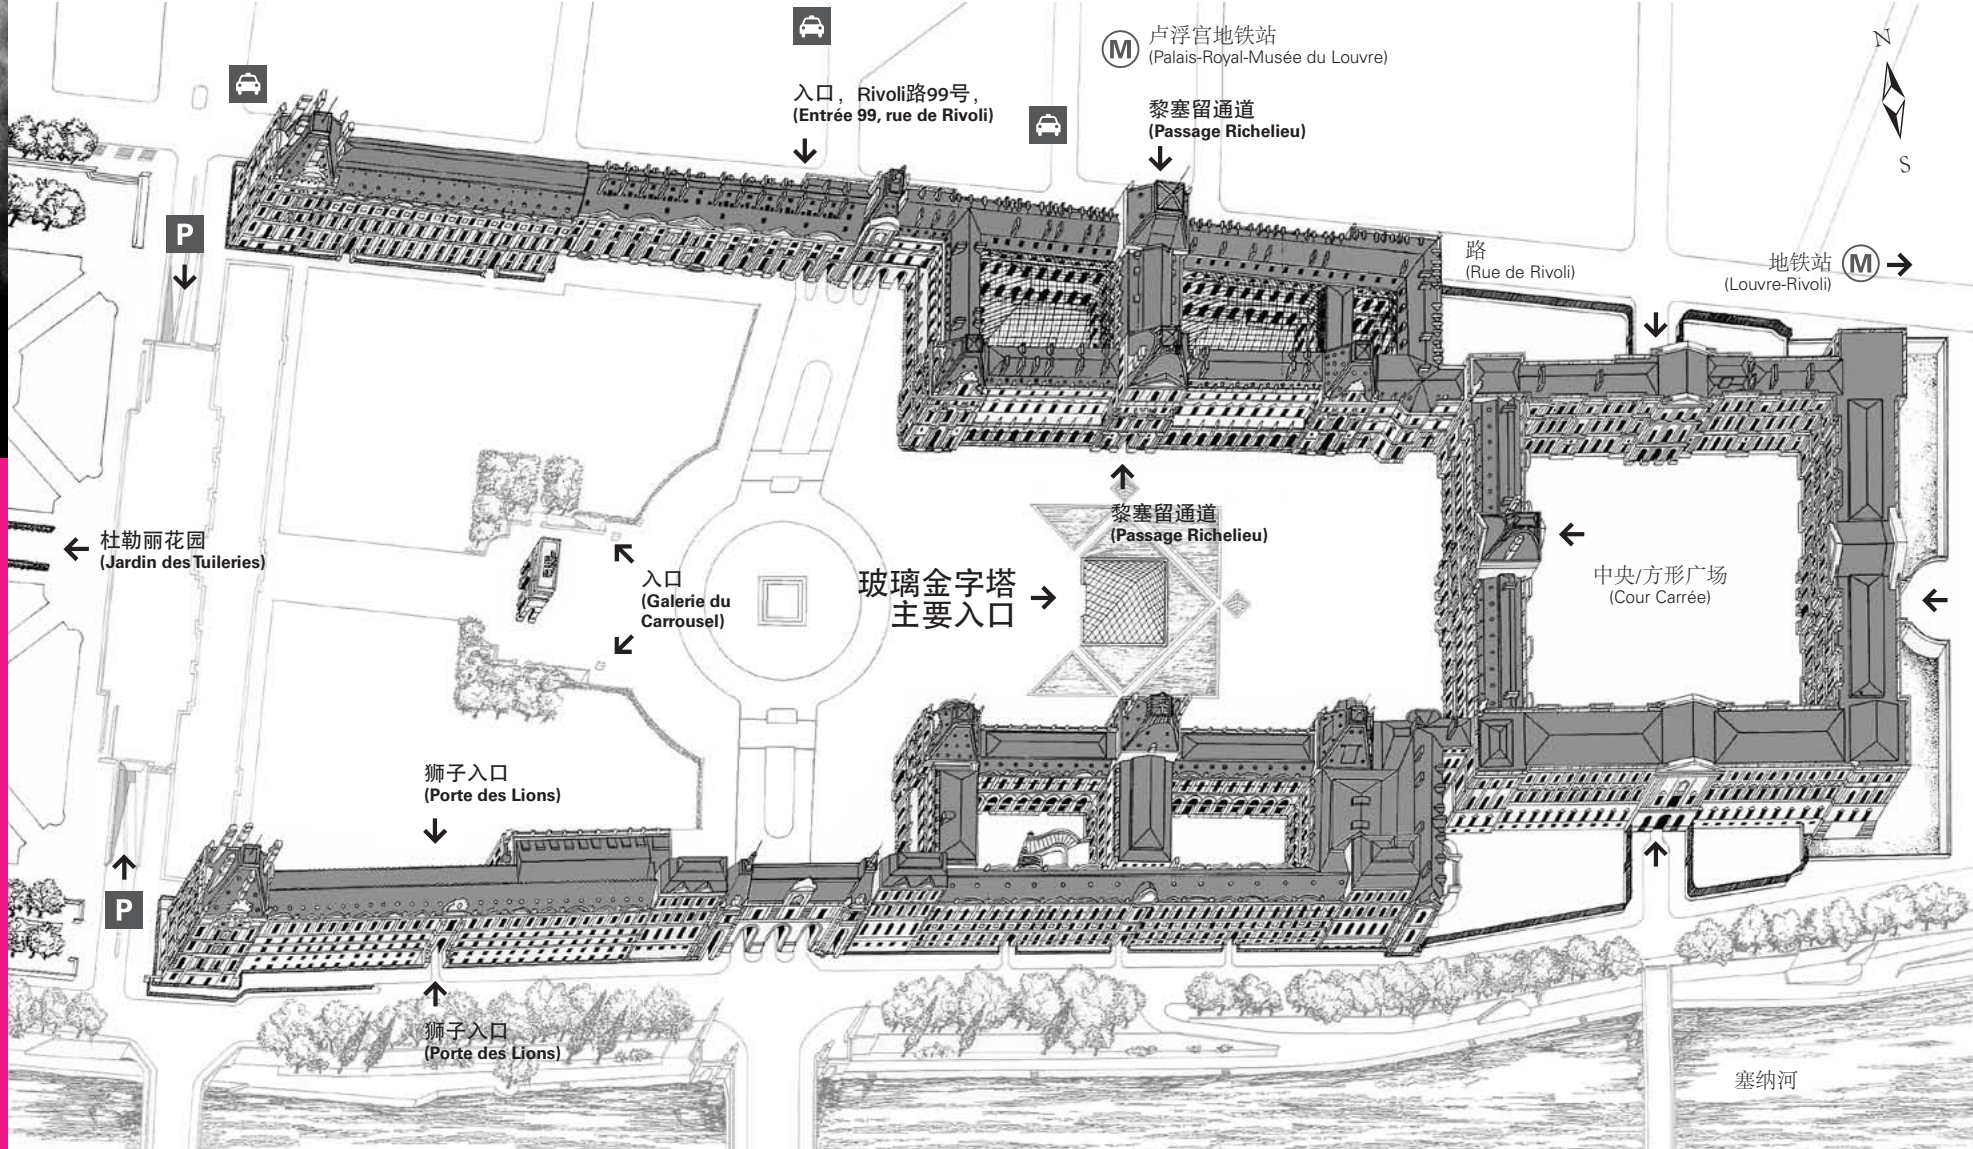 M
卢浮宫地铁站
(Palais-Royal-Musée du Louvre)
N
S
入口，Rivoli路99号，
(Entrée 99, rue de Rivoli)
黎塞留通道
(Passage Richelieu)
P
路
(Rue de Rivoli)
地铁站
(Louvre-Rivoli)
M
杜勒丽花园
(Jardin des Tuileries)
入口
(Galerie du
Carrousel)
黎塞留通道
(Passage Richelieu)
玻璃金字塔
主要入口
中央/方形广场
(Cour Carrée)
狮子入口
(Porte des Lions)
P
狮子入口
(Porte des Lions)
塞纳河